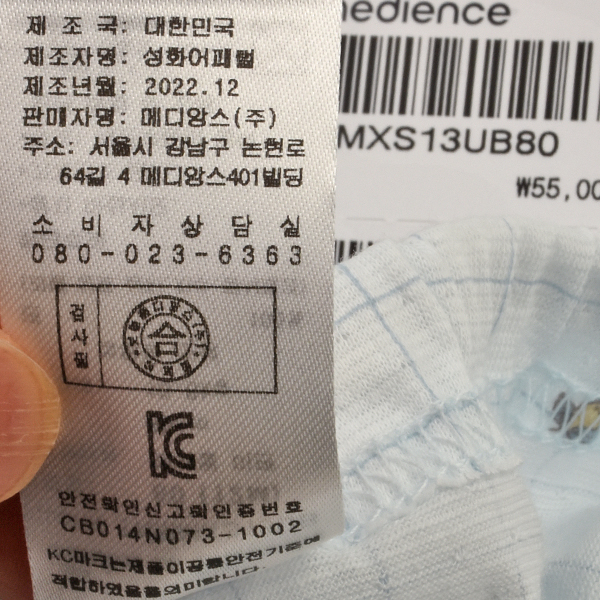 제 조 국: 대한민국
제조자명: 성화어패럴
제조년월: 2022.12
판매자명: 메디앙스(주)
주소: 서울시 강남구 논현로
64길 4 메디앙스401빌딩
소 비 자 상 담 실
080-023-6363
검사필
합
KC
안전확인신고확인증번호
CB014N073-1002
KC마크는제품이공통안전기준에
적합하였음을의미합니다.
nedience
MXS13UB80
₩55,00